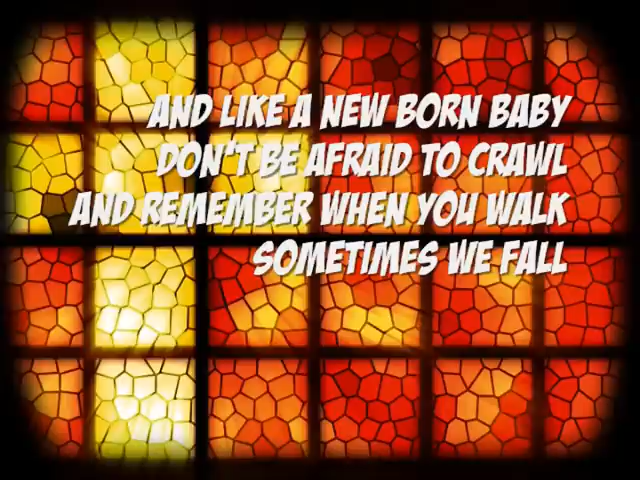 AND LIKE A NEW BORN BABY
DON'T BE AFRAID TO CRAWL
AND REMEMBER WHEN YOU WALK
SOMETIMES WE FALL